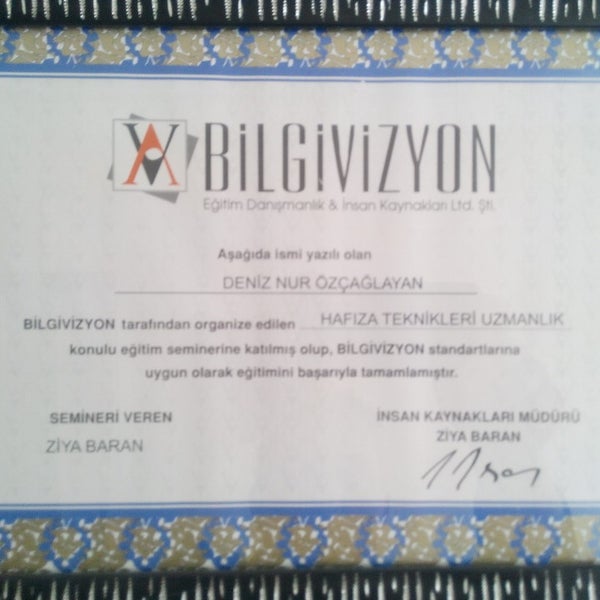 BİLGİVİZYON
Eğitim Danışmanlık & İnsan Kaynakları Ltd. Şti.
Aşağıda ismi yazılı olan
DENİZ NUR ÖZÇAĞLAYAN
BİLGİVİZYON tarafından organize edilen HAFIZA TEKNİKLERİ UZMANLIK
konulu eğitim seminerine katılmış olup, BİLGİVİZYON standartlarına
uygun olarak eğitimini başarıyla tamamlamıştır.
SEMİNERİ VEREN
ZİYA BARAN
İNSAN KAYNAKLARI MÜDÜRÜ
ZİYA BARAN